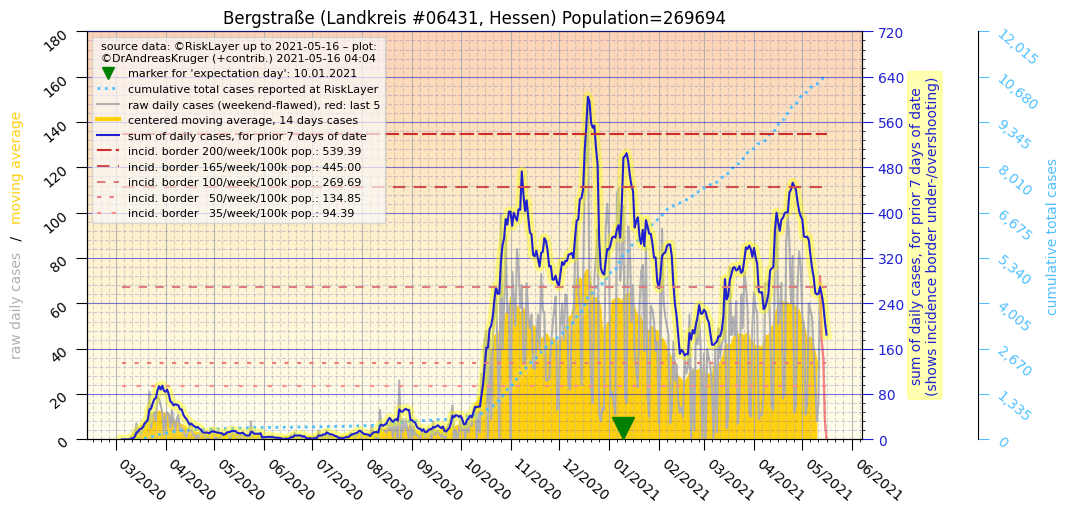 Bergstraße (Landkreis #06431, Hessen) Population=269694
source data: ©RiskLayer up to 2021-05-16 – plot:
©DrAndreasKruger (+contrib.) 2021-05-16 04:04
marker for 'expectation day': 10.01.2021
cumulative total cases reported at RiskLayer
raw daily cases (weekend-flawed), red: last 5
centered moving average, 14 days cases
sum of daily cases, for prior 7 days of date
incid. border 200/week/100k pop.: 539.39
incid. border 165/week/100k pop.: 445.00
incid. border 100/week/100k pop.: 269.69
incid. border   50/week/100k pop.: 134.85
incid. border   35/week/100k pop.: 94.39
raw daily cases   /   moving average
180
160
140
120
100
80
60
40
20
0
03/2020
04/2020
05/2020
06/2020
07/2020
08/2020
09/2020
10/2020
11/2020
12/2020
01/2021
02/2021
03/2021
04/2021
05/2021
06/2021
720
640
560
480
400
320
240
160
80
0
sum of daily cases, for prior 7 days of date
(shows incidence border under-/overshooting)
12,015
10,680
9,345
8,010
6,675
5,340
4,005
2,670
1,335
0
cumulative total cases